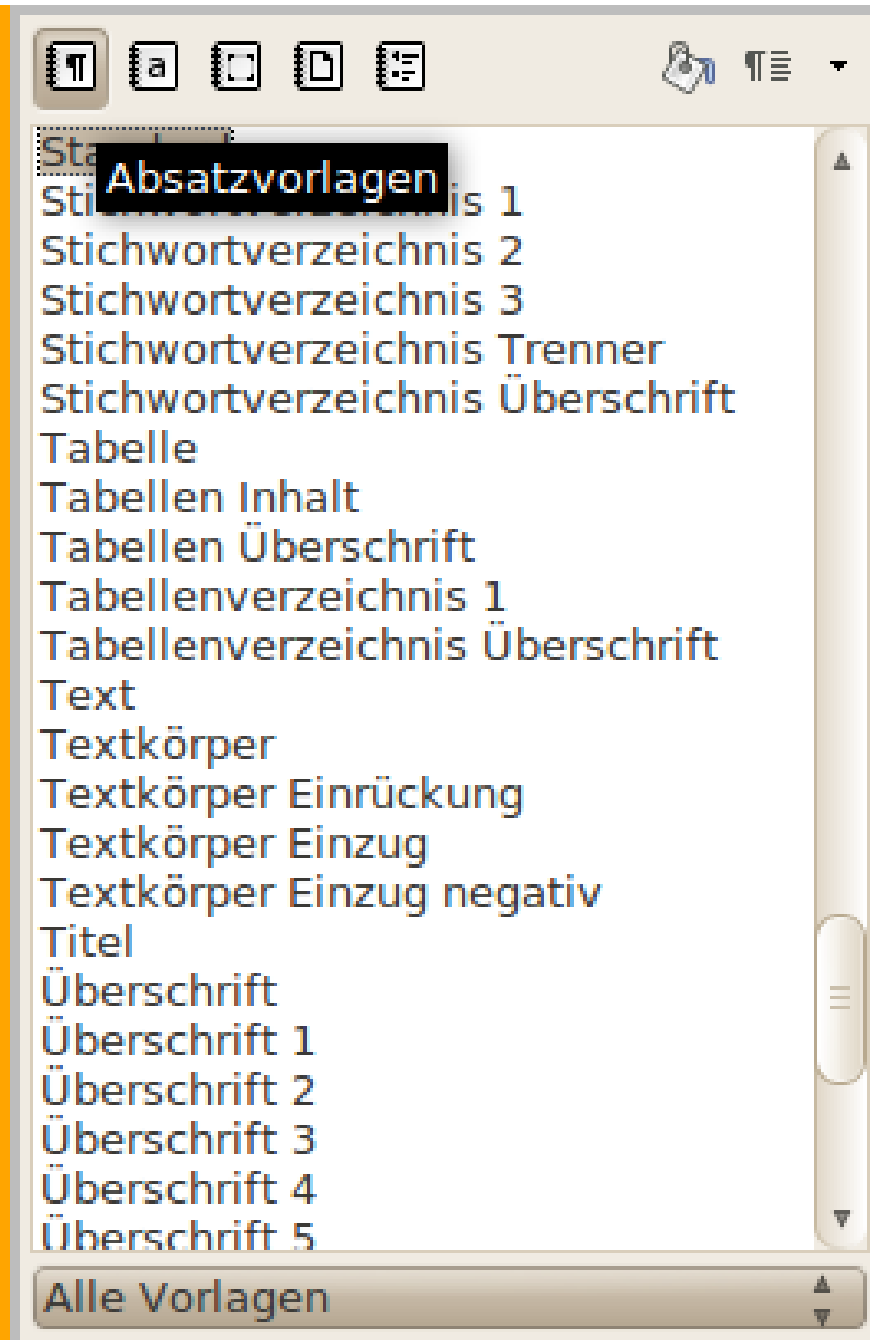 Absatzvorlagen
Stichwortverzeichnis 2
Stichwortverzeichnis 3
Stichwortverzeichnis Trenner
Stichwortverzeichnis Überschrift
Tabelle
Tabellen Inhalt
Tabellen Überschrift
Tabellenverzeichnis 1
Tabellenverzeichnis Überschrift
Text
Textkörper
Textkörper Einrückung
Textkörper Einzug
Textkörper Einzug negativ
Titel
Überschrift
Überschrift 1
Überschrift 2
Überschrift 3
Überschrift 4
Überschrift 5
Alle Vorlagen